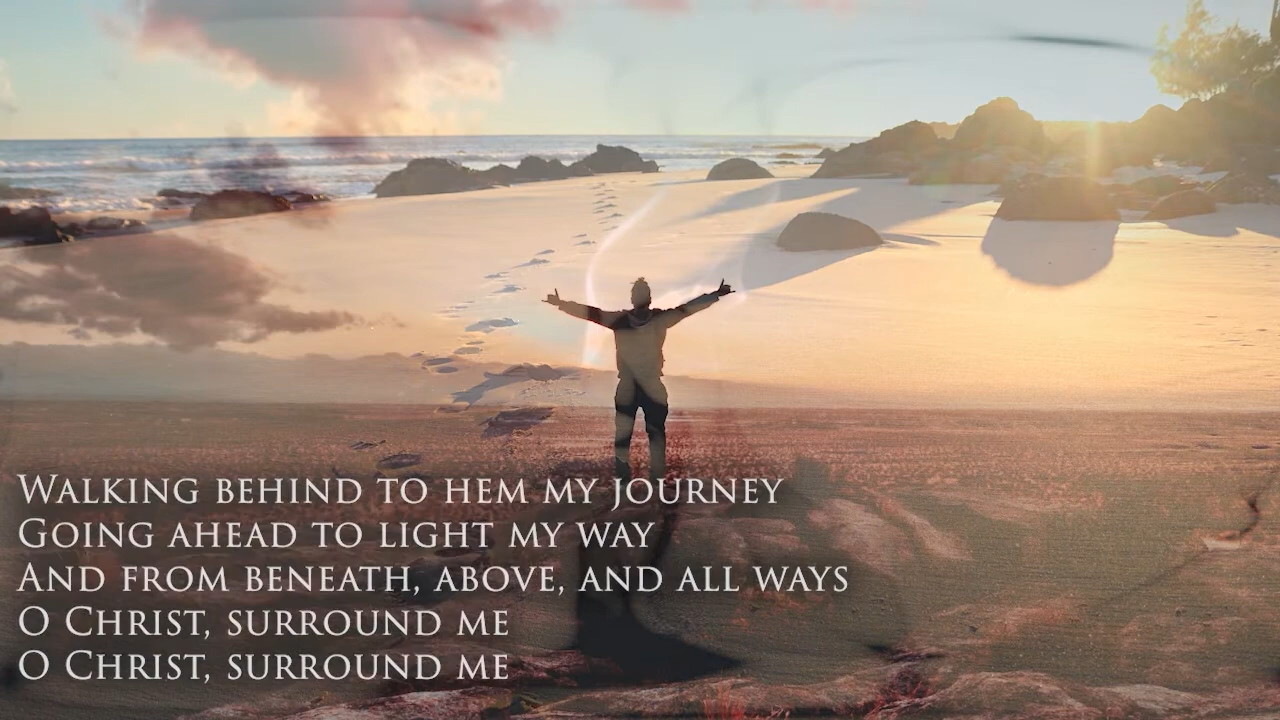 Walking behind to hem my journey
Going ahead to light my way
And from beneath, above, and all ways
O Christ, surround me
O Christ, surround me